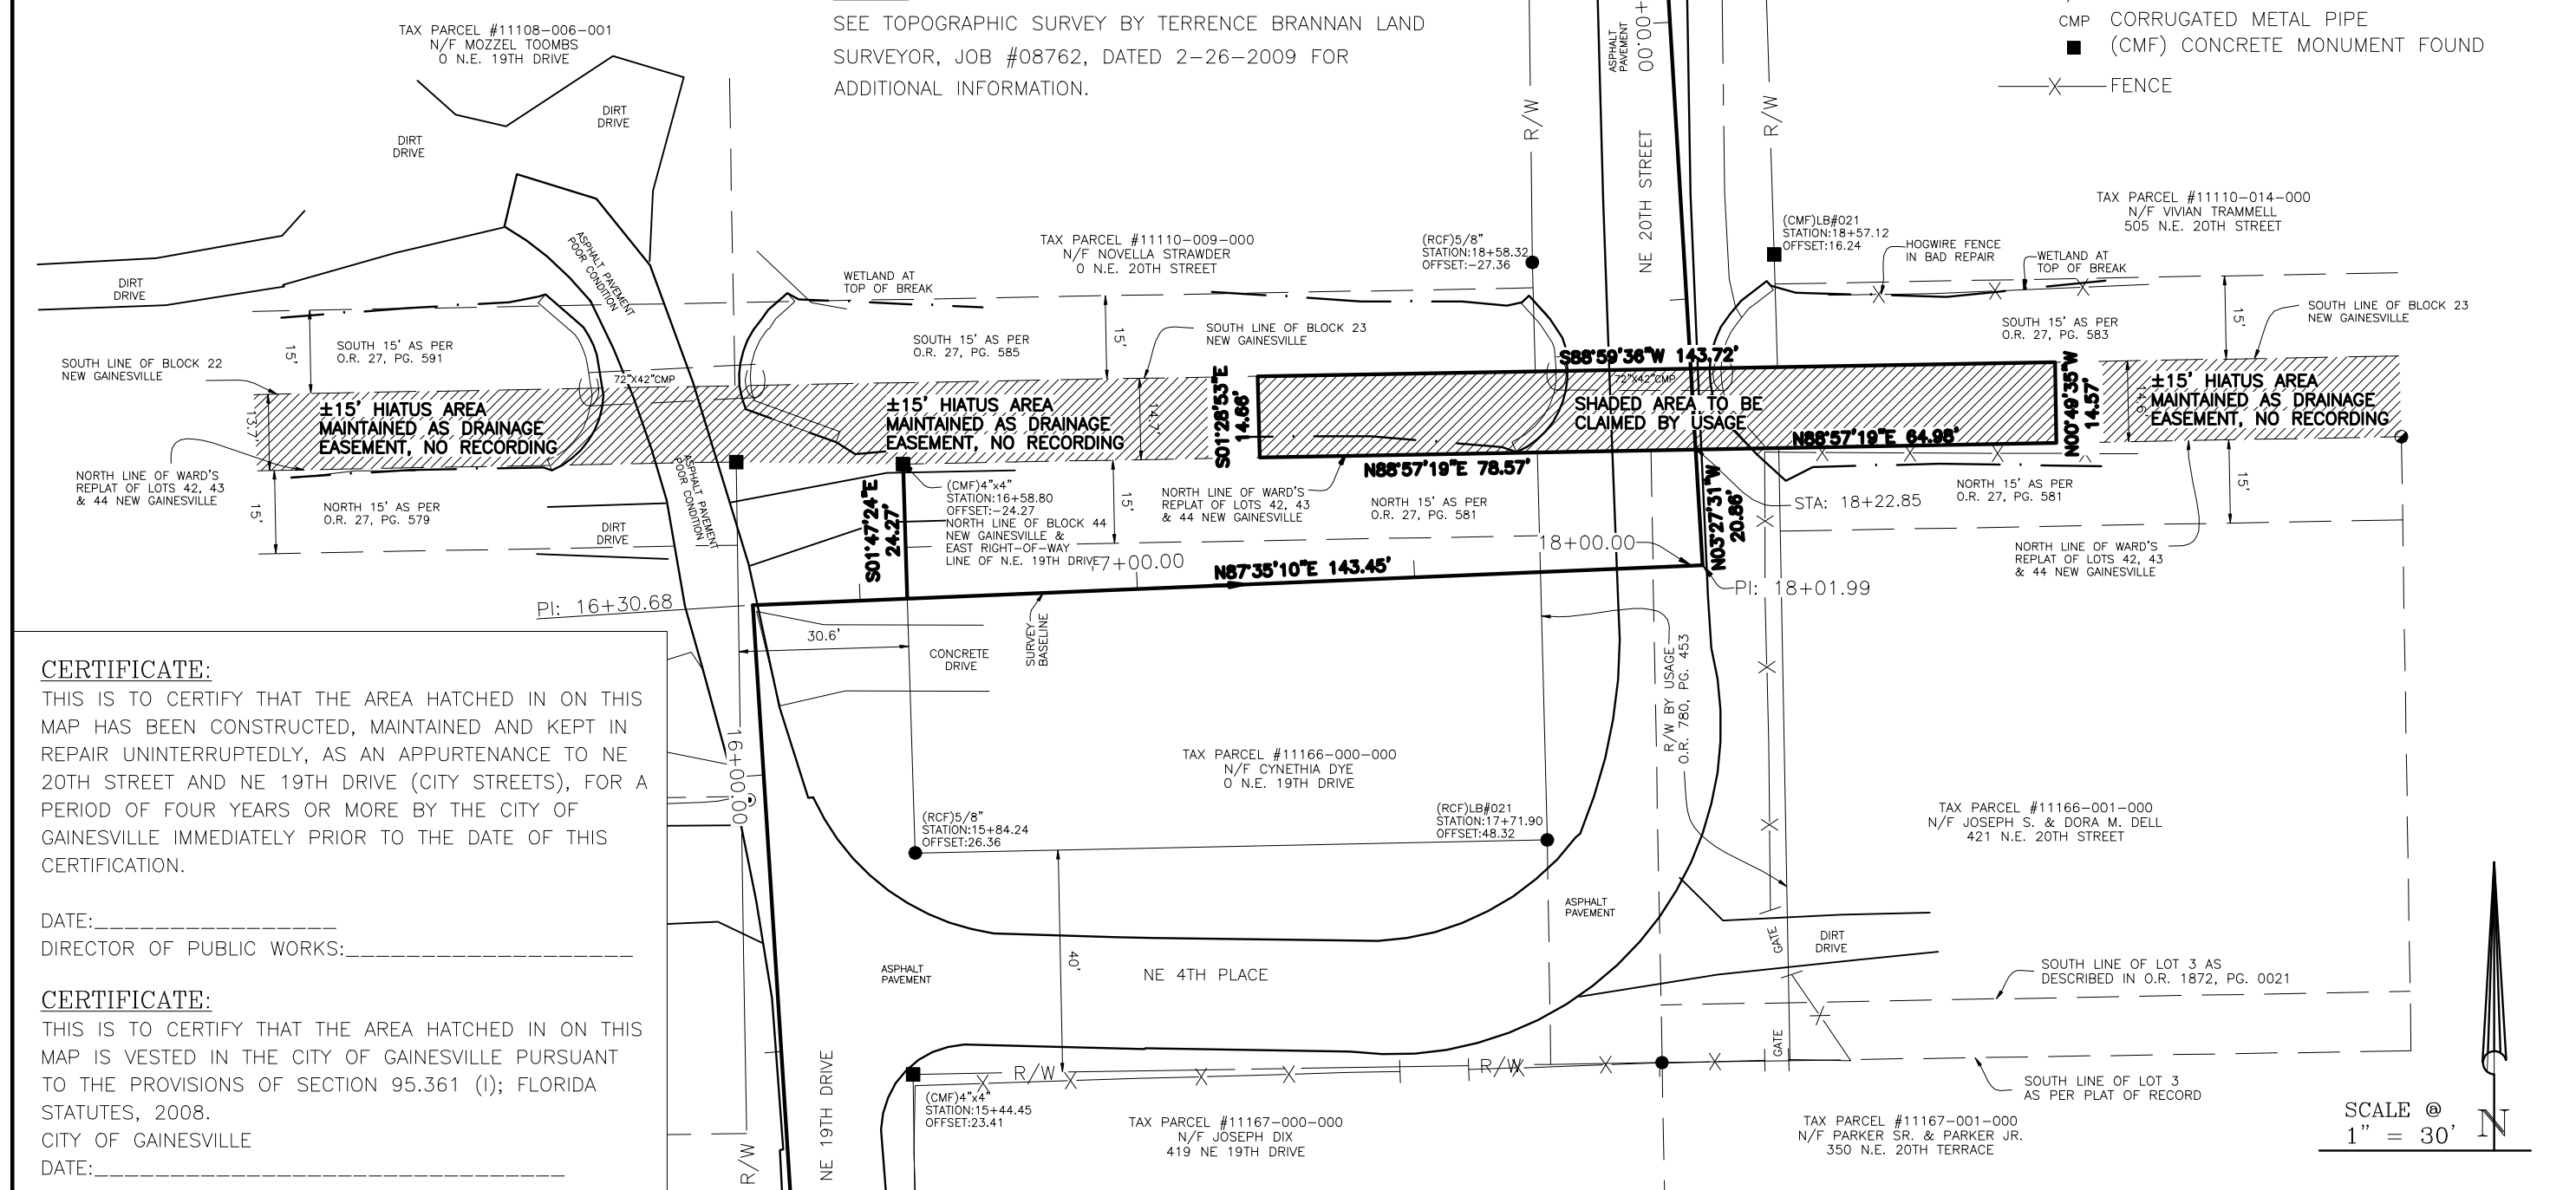 TAX PARCEL #11108-006-001
N/F MOZZEL TOOMBS
0 N.E. 19TH DRIVE
SEE TOPOGRAPHIC SURVEY BY TERRENCE BRANNAN LAND
SURVEYOR, JOB #08762, DATED 2-26-2009 FOR
ADDITIONAL INFORMATION.
CMP CORRUGATED METAL PIPE
(CMF) CONCRETE MONUMENT FOUND
X FENCE
DIRT
DRIVE
DIRT
DRIVE
DIRT
DRIVE
ASPHALT PAVEMENT
POOR CONDITION
ASPHALT
PAVEMENT
+00.00
R/W
R/W
NE 20TH STREET
TAX PARCEL #11110-009-000
N/F NOVELLA STRAWDER
0 N.E. 20TH STREET
(RCF)5/8"
STATION:18+58.32
OFFSET:-27.36
(CMF)LB#021
STATION:18+57.12
OFFSET:16.24
TAX PARCEL #11110-014-000
N/F VIVIAN TRAMMELL
505 N.E. 20TH STREET
HOGWIRE FENCE
IN BAD REPAIR
WETLAND AT
TOP OF BREAK
WETLAND AT
TOP OF BREAK
SOUTH LINE OF BLOCK 22
NEW GAINESVILLE
15'
SOUTH 15' AS PER
O.R. 27, PG. 591
72"X42"CMP
SOUTH 15' AS PER
O.R. 27, PG. 585
15'
SOUTH LINE OF BLOCK 23
NEW GAINESVILLE
S88°59'36"W 143.72'
72"X42"CMP
SOUTH 15' AS PER
O.R. 27, PG. 583
15'
SOUTH LINE OF BLOCK 23
NEW GAINESVILLE
13.7'
±15' HIATUS AREA
MAINTAINED AS DRAINAGE
EASEMENT, NO RECORDING
±15' HIATUS AREA
MAINTAINED AS DRAINAGE
EASEMENT, NO RECORDING
14.7'
S01°28'53"E
14.66'
SHADED AREA TO BE
CLAIMED BY USAGE
N88°57'19"E 64.98'
N00°49'35"W
14.57'
14.6'
±15' HIATUS AREA
MAINTAINED AS DRAINAGE
EASEMENT, NO RECORDING
NORTH LINE OF WARD'S
REPLAT OF LOTS 42, 43
& 44 NEW GAINESVILLE
15'
NORTH 15' AS PER
O.R. 27, PG. 579
DIRT
DRIVE
ASPHALT PAVEMENT
POOR CONDITION
S01°47'24"E
24.27'
(CMF)4"x4"
STATION:16+58.80
OFFSET:-24.27
NORTH LINE OF BLOCK 44
NEW GAINESVILLE &
EAST RIGHT-OF-WAY
LINE OF N.E. 19TH DRIVE
15'
NORTH LINE OF WARD'S
REPLAT OF LOTS 42, 43
& 44 NEW GAINESVILLE
N88°57'19"E 78.57'
NORTH 15' AS PER
O.R. 27, PG. 581
N03°27'31"W
20.86'
STA: 18+22.85
NORTH 15' AS PER
O.R. 27, PG. 581
15'
NORTH LINE OF WARD'S
REPLAT OF LOTS 42, 43
& 44 NEW GAINESVILLE
7+00.00
N87°35'10"E 143.45'
18+00.00
PI: 18+01.99
PI: 16+30.68
30.6'
CONCRETE
DRIVE
SURVEY
BASELINE
R/W BY USAGE
O.R. 780, PG. 453
16+00.00
TAX PARCEL #11166-000-000
N/F CYNETHIA DYE
0 N.E. 19TH DRIVE
(RCF)5/8"
STATION:15+84.24
OFFSET:26.36
(RCF)LB#021
STATION:17+71.90
OFFSET:48.32
TAX PARCEL #11166-001-000
N/F JOSEPH S. & DORA M. DELL
421 N.E. 20TH STREET
ASPHALT
PAVEMENT
GATE
DIRT
DRIVE
ASPHALT
PAVEMENT
40'
NE 4TH PLACE
SOUTH LINE OF LOT 3 AS
DESCRIBED IN O.R. 1872, PG. 0021
GATE
R/W
R/W
SOUTH LINE OF LOT 3
AS PER PLAT OF RECORD
(CMF)4"x4"
STATION:15+44.45
OFFSET:23.41
NE 19TH DRIVE
R/W
TAX PARCEL #11167-000-000
N/F JOSEPH DIX
419 NE 19TH DRIVE
TAX PARCEL #11167-001-000
N/F PARKER SR. & PARKER JR.
350 N.E. 20TH TERRACE
SCALE @
1" = 30'
N
CERTIFICATE:
THIS IS TO CERTIFY THAT THE AREA HATCHED IN ON THIS
MAP HAS BEEN CONSTRUCTED, MAINTAINED AND KEPT IN
REPAIR UNINTERRUPTEDLY, AS AN APPURTENANCE TO NE
20TH STREET AND NE 19TH DRIVE (CITY STREETS), FOR A
PERIOD OF FOUR YEARS OR MORE BY THE CITY OF
GAINESVILLE IMMEDIATELY PRIOR TO THE DATE OF THIS
CERTIFICATION.
DATE:________________
DIRECTOR OF PUBLIC WORKS:___________________
CERTIFICATE:
THIS IS TO CERTIFY THAT THE AREA HATCHED IN ON THIS
MAP IS VESTED IN THE CITY OF GAINESVILLE PURSUANT
TO THE PROVISIONS OF SECTION 95.361 (I); FLORIDA
STATUTES, 2008.
CITY OF GAINESVILLE
DATE:_______________________________